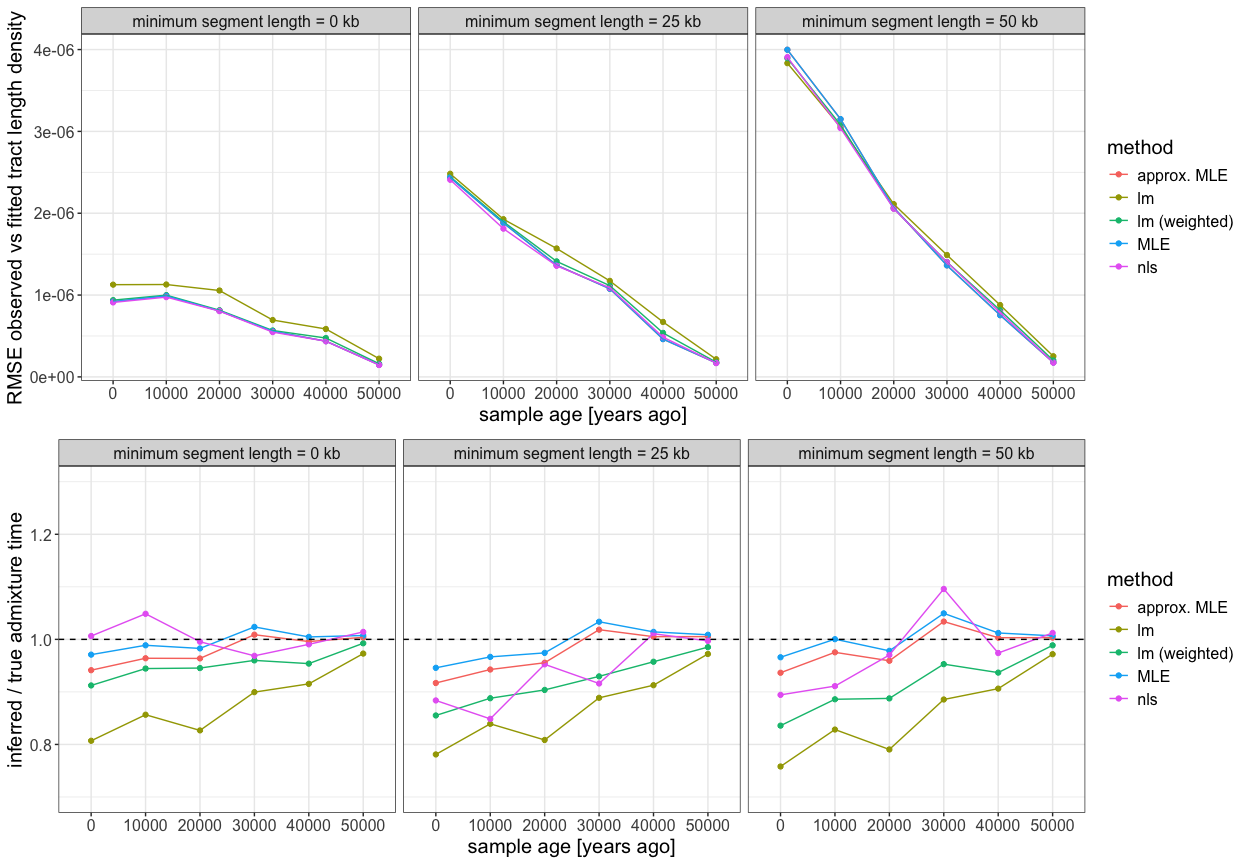 minimum segment length = 0 kb
minimum segment length = 25 kb
minimum segment length = 50 kb
RMSE observed vs fitted tract length density
4e-06
3e-06
2e-06
1e-06
0e+00
0 10000 20000 30000 40000 50000
0 10000 20000 30000 40000 50000
0 10000 20000 30000 40000 50000
sample age [years ago]
method
approx. MLE
lm
lm (weighted)
MLE
nls
minimum segment length = 0 kb
minimum segment length = 25 kb
minimum segment length = 50 kb
inferred / true admixture time
1.2
1.0
0.8
0 10000 20000 30000 40000 50000
0 10000 20000 30000 40000 50000
0 10000 20000 30000 40000 50000
sample age [years ago]
method
approx. MLE
lm
lm (weighted)
MLE
nls